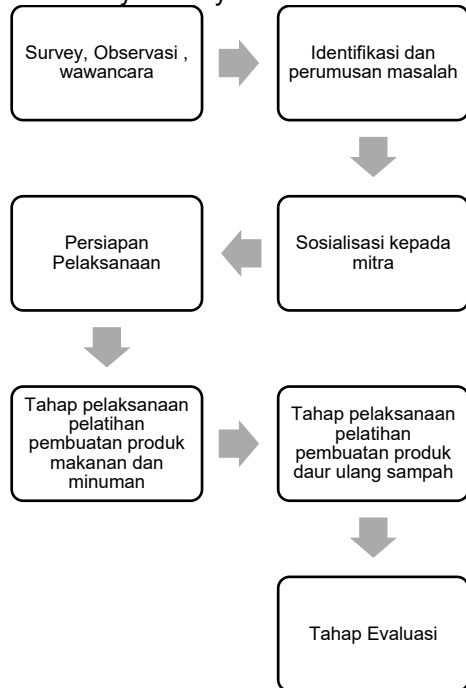 Survey, Observasi ,
wawancara
Identifikasi dan
perumusan masalah
Sosialisasi kepada
mitra
Persiapan
Pelaksanaan
Tahap pelaksanaan
pelatihan
pembuatan produk
makanan dan
minuman
Tahap pelaksanaan
pelatihan
pembuatan produk
daur ulang sampah
Tahap Evaluasi